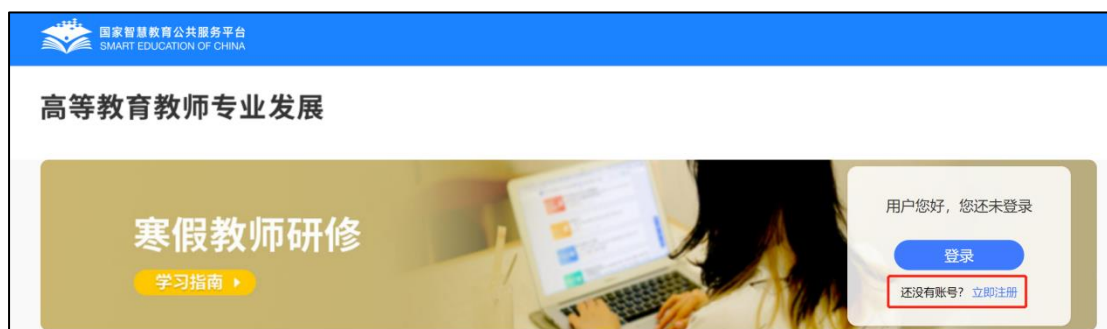 国家智慧教育公共服务平台
SMART EDUCATION OF CHINA
高等教育教师专业发展
寒假教师研修
学习指南
用户您好，您还未登录
登录
还没有账号？ 立即注册